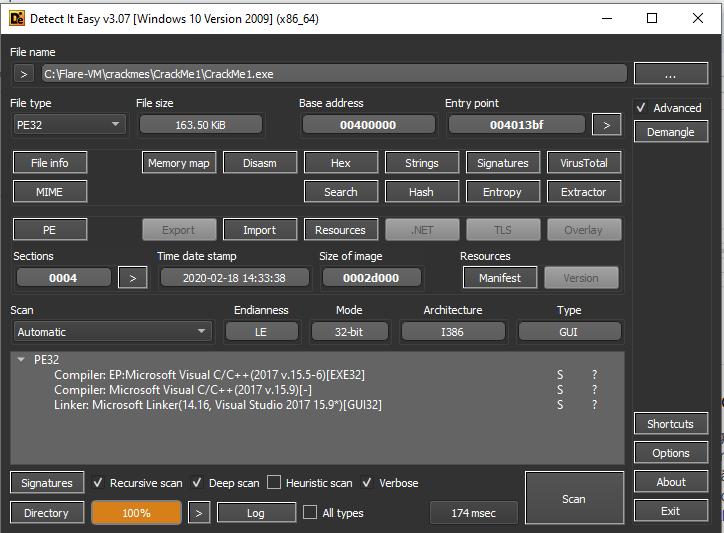 Detect It Easy v3.07 [Windows 10 Version 2009] (x86_64)
File name
> C:\Flare-VM\crackmes\CrackMe1\CrackMe1.exe ...
File type File size Base address Entry point Advanced
PE32 163.50 KiB 00400000 004013bf > Demangle
File info Memory map Disasm Hex Strings Signatures VirusTotal
MIME Search Hash Entropy Extractor
PE Export Import Resources .NET TLS Overlay
Sections Time date stamp Size of image Resources
0004 > 2020-02-18 14:33:38 0002d000 Manifest Version
Scan Endianness Mode Architecture Type
Automatic LE 32-bit I386 GUI
PE32
Compiler: EP:Microsoft Visual C/C++(2017 v.15.5-6)[EXE32] S ?
Compiler: Microsoft Visual C/C++(2017 v.15.9)[-] S ?
Linker: Microsoft Linker(14.16, Visual Studio 2017 15.9*)[GUI32] S ?
Shortcuts
Options
Signatures Recursive scan Deep scan Heuristic scan Verbose Scan About
Directory 100% > Log All types 174 msec Exit